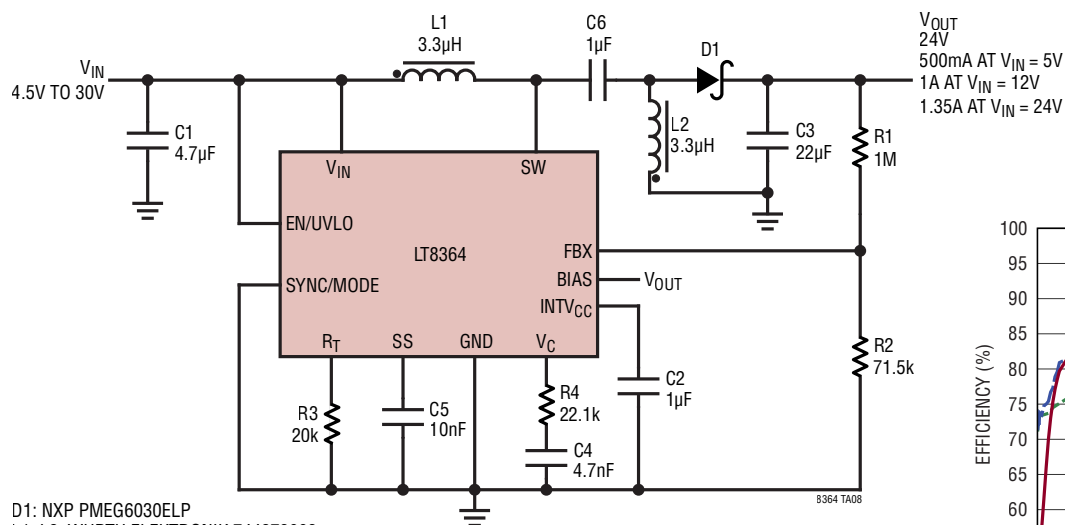 L1
3.3µH
C6
1µF
D1
VOUT
24V
500mA AT VIN = 5V
1A AT VIN = 12V
1.35A AT VIN = 24V
VIN
4.5V TO 30V
C1
4.7µF
L2
3.3µH
C3
22µF
R1
1M
VIN
SW
EN/UVLO
LT8364
FBX
SYNC/MODE
BIAS
VOUT
INTVCC
RT
SS
GND
VC
R2
71.5k
R3
20k
C5
10nF
R4
22.1k
C4
4.7nF
C2
1µF
8364 TA08
D1: NXP PMEG6030ELP
100
95
90
85
80
75
70
65
60
EFFICIENCY (%)